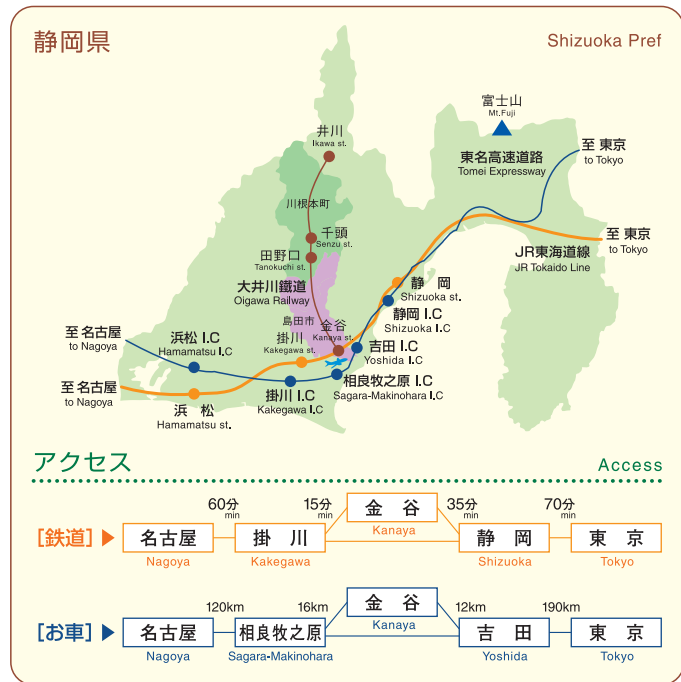 静岡県
Shizuoka Pref
富士山
Mt.Fuji
井川
Ikawa st.
東名高速道路
Tomei Expressway
至 東京
to Tokyo
川根本町
千頭
Senzu st.
田野口
Tanokuchi st.
至 東京
to Tokyo
JR東海道線
JR Tokaido Line
大井川鐵道
Oigawa Railway
静 岡
Shizuoka st.
静岡 I.C
Shizuoka I.C
島田市
金谷
Kanaya st.
掛川
Kakegawa st.
吉田 I.C
Yoshida I.C
至 名古屋
to Nagoya
浜松 I.C
Hamamatsu I.C
相良牧之原 I.C
Sagara-Makinohara I.C
掛川 I.C
Kakegawa I.C
至 名古屋
to Nagoya
浜 松
Hamamatsu st.
アクセス
Access
[鉄道]
名古屋
Nagoya
60分
min
掛 川
Kakegawa
15分
min
金 谷
Kanaya
35分
min
静 岡
Shizuoka
70分
min
東 京
Tokyo
[お車]
名古屋
Nagoya
120km
相良牧之原
Sagara-Makinohara
16km
金 谷
Kanaya
12km
吉 田
Yoshida
190km
東 京
Tokyo